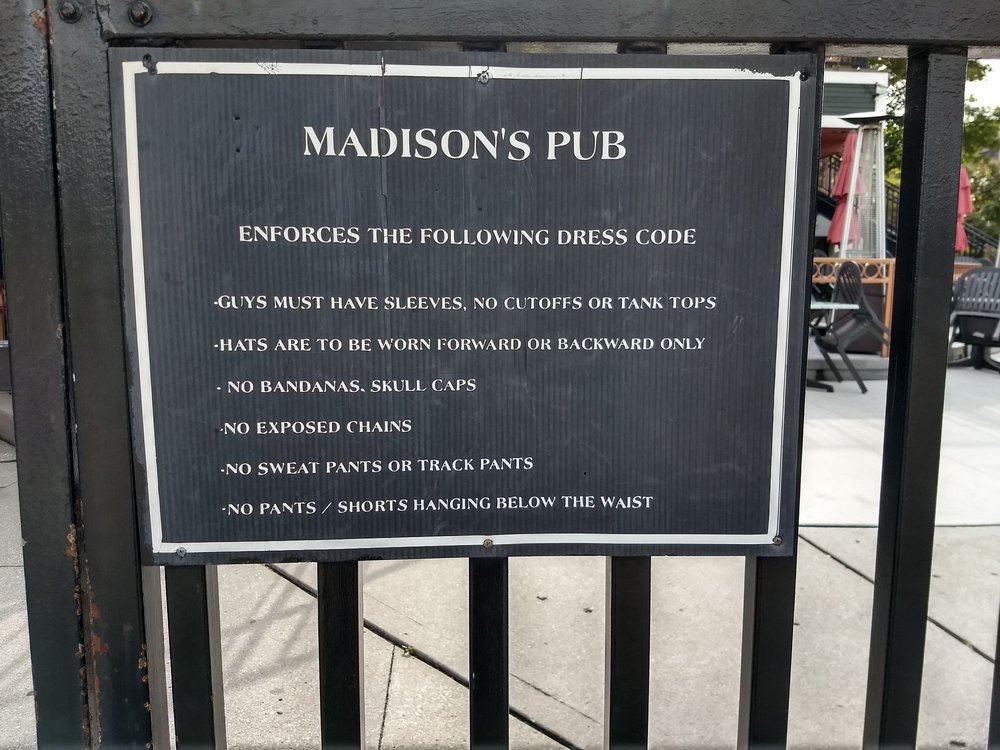 MADISON'S PUB
ENFORCES THE FOLLOWING DRESS CODE
-GUYS MUST HAVE SLEEVES, NO CUTOFFS OR TANK TOPS
-HATS ARE TO BE WORN FORWARD OR BACKWARD ONLY
- NO BANDANAS, SKULL CAPS
-NO EXPOSED CHAINS
-NO SWEAT PANTS OR TRACK PANTS
-NO PANTS / SHORTS HANGING BELOW THE WAIST